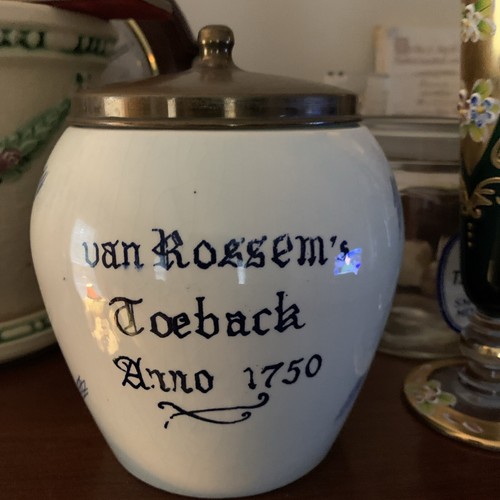 van Rossem's
Toeback
Anno 1750